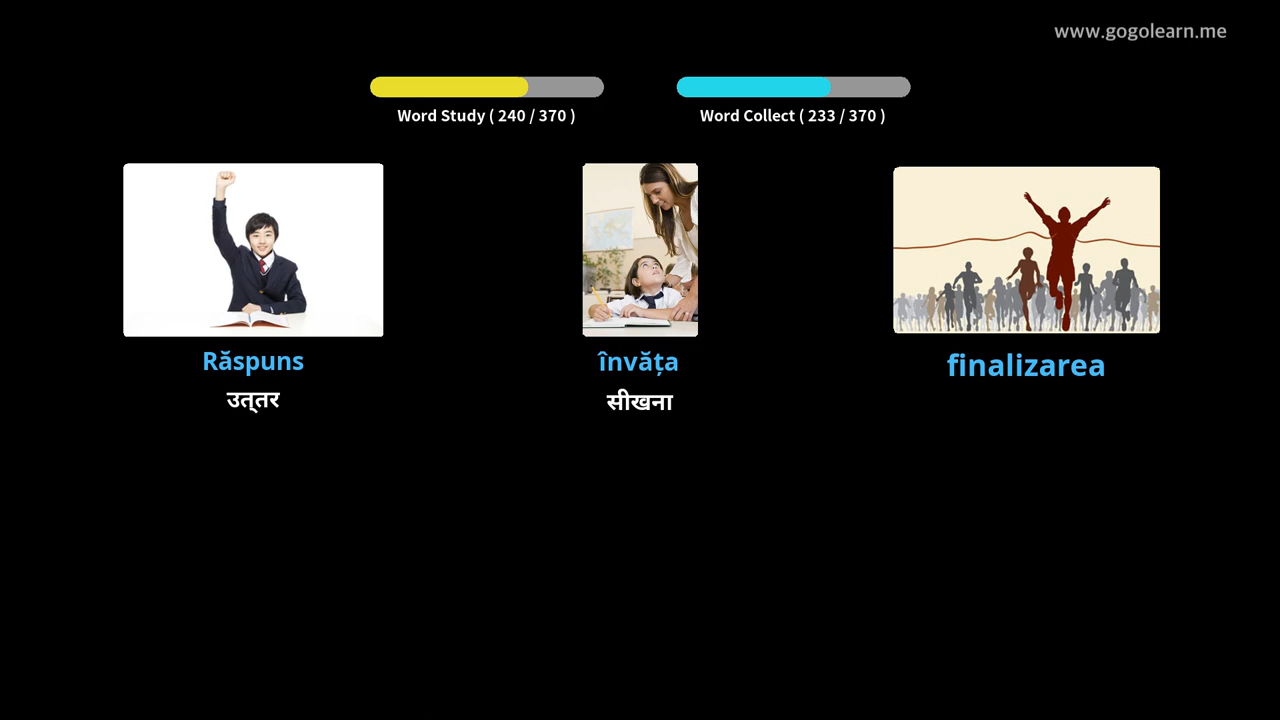 www.gogolearn.me
Word Study ( 240 / 370 )
Word Collect ( 233 / 370 )
Răspuns
उत्तर
învăța
सीखना
finalizarea